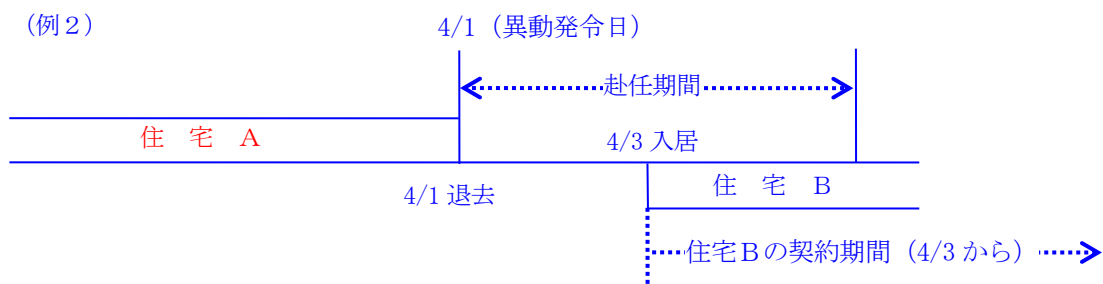 (例2)
4/1(異動発令日)
赴任期間
住 宅 A
4/3 入居
4/1 退去
住 宅 B
住宅Bの契約期間(4/3 から)